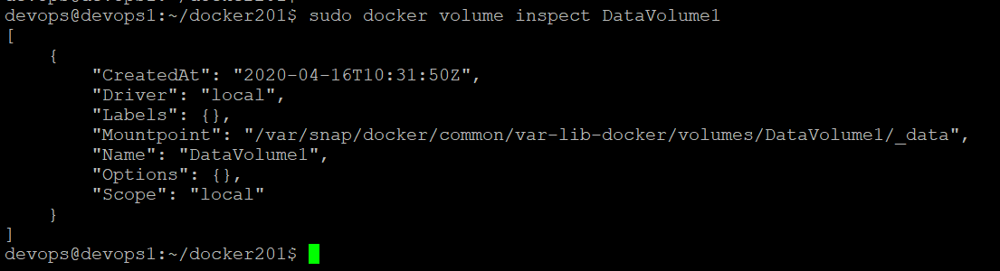 devops@devops1:~/docker201$ sudo docker volume inspect DataVolume1
[
    {
        "CreatedAt": "2020-04-16T10:31:50Z",
        "Driver": "local",
        "Labels": {},
        "Mountpoint": "/var/snap/docker/common/var-lib-docker/volumes/DataVolume1/_data",
        "Name": "DataVolume1",
        "Options": {},
        "Scope": "local"
    }
]
devops@devops1:~/docker201$